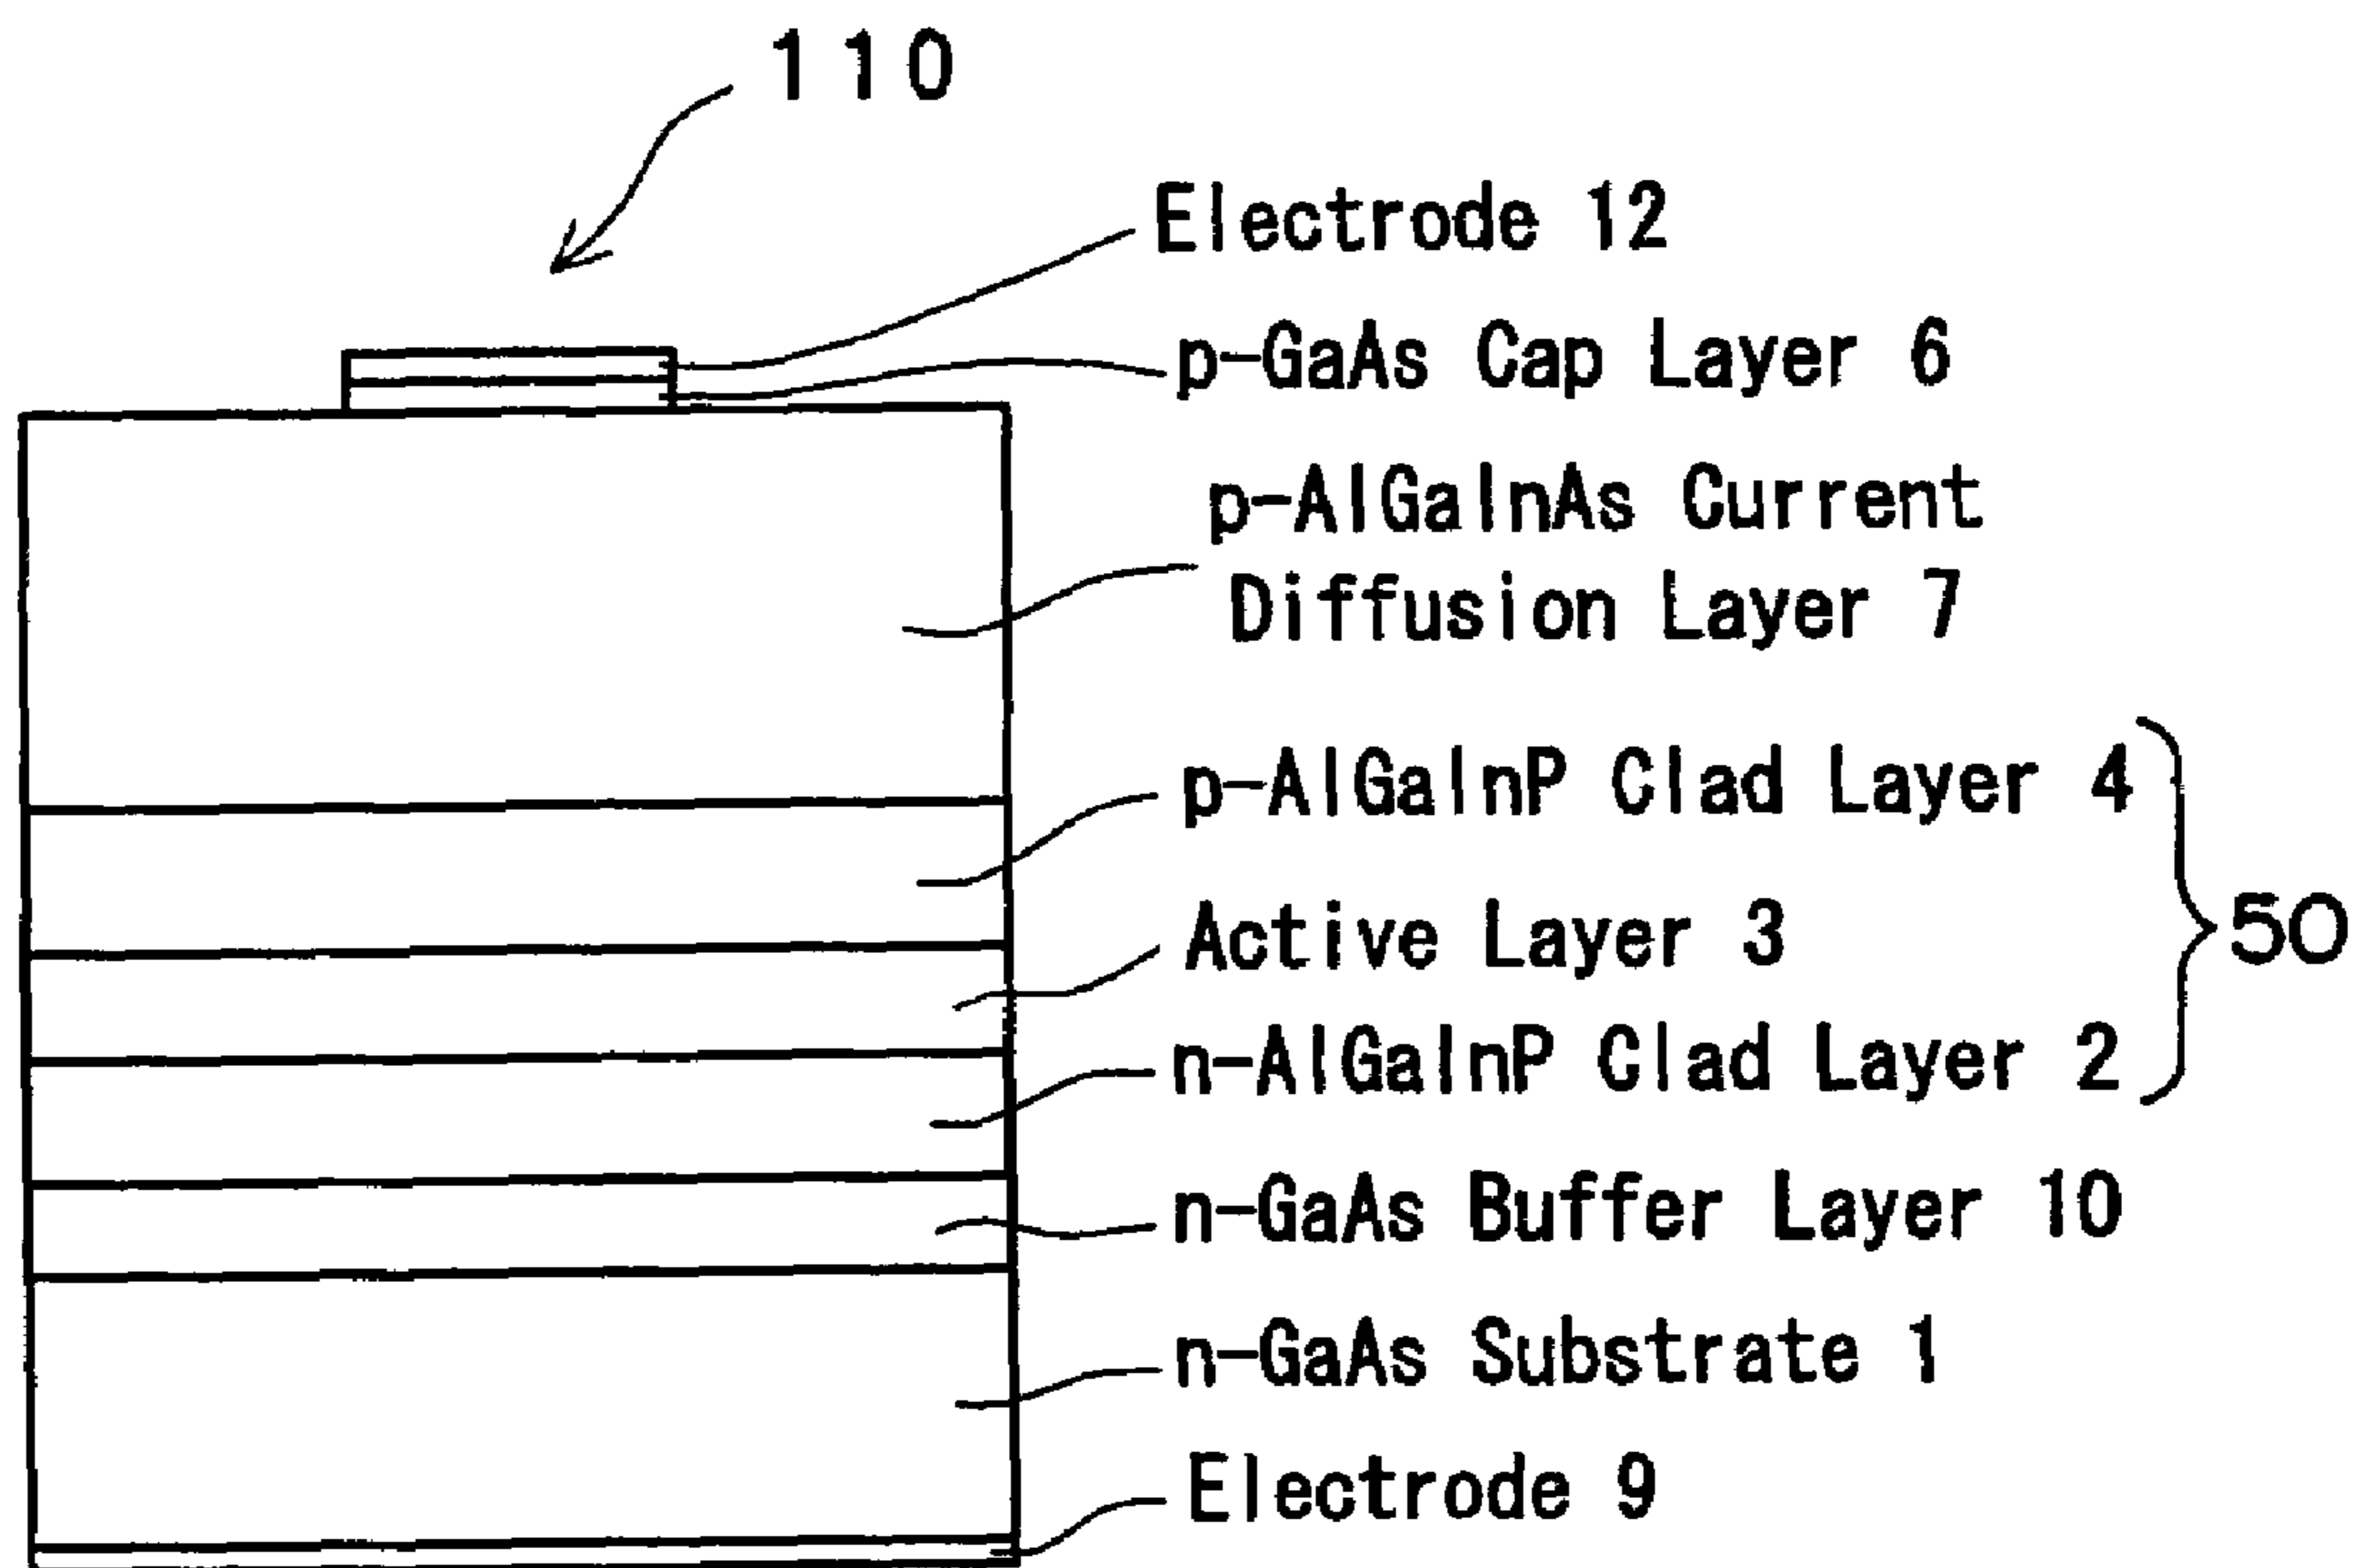 110
Electrode 12
p-GaAs Cap Layer 6
p-AlGaInAs Current
Diffusion Layer 7
p-AlGaInP Clad Layer 4
Active Layer 3
50
n-AlGaInP Clad Layer 2
n-GaAs Buffer Layer 10
n-GaAs Substrate 1
Electrode 9